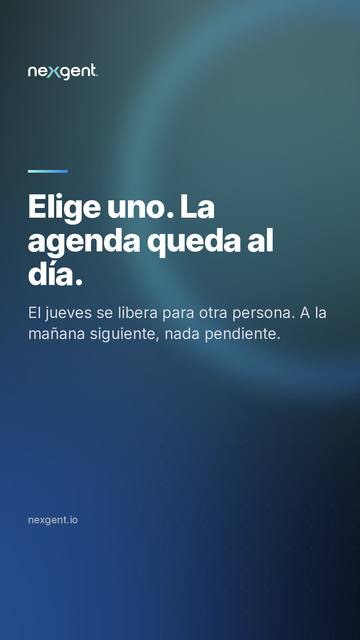 nexgent
Elige uno. La
agenda queda al
día.
El jueves se libera para otra persona. A la
mañana siguiente, nada pendiente.
nexgent.io